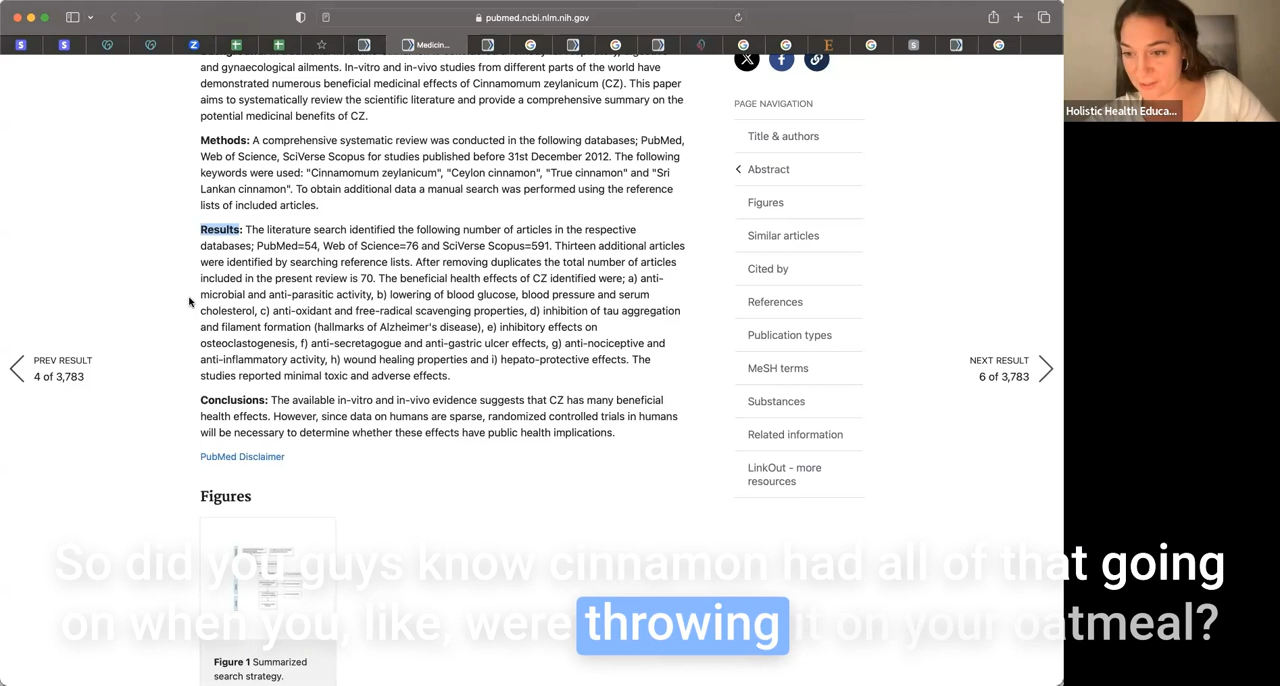 pubmed.ncbi.nlm.nih.gov
Medicin...
and gynaecological ailments. In-vitro and in-vivo studies from different parts of the world have
demonstrated numerous beneficial medicinal effects of Cinnamomum zeylanicum (CZ). This paper
aims to systematically review the scientific literature and provide a comprehensive summary on the
potential medicinal benefits of CZ.
Methods: A comprehensive systematic review was conducted in the following databases; PubMed,
Web of Science, SciVerse Scopus for studies published before 31st December 2012. The following
keywords were used: "Cinnamomum zeylanicum", "Ceylon cinnamon", "True cinnamon" and "Sri
Lankan cinnamon". To obtain additional data a manual search was performed using the reference
lists of included articles.
Results: The literature search identified the following number of articles in the respective
databases; PubMed=54, Web of Science=76 and SciVerse Scopus=591. Thirteen additional articles
were identified by searching reference lists. After removing duplicates the total number of articles
included in the present review is 70. The beneficial health effects of CZ identified were; a) anti-
microbial and anti-parasitic activity, b) lowering of blood glucose, blood pressure and serum
cholesterol, c) anti-oxidant and free-radical scavenging properties, d) inhibition of tau aggregation
and filament formation (hallmarks of Alzheimer's disease), e) inhibitory effects on
osteoclastogenesis, f) anti-secretagogue and anti-gastric ulcer effects, g) anti-nociceptive and
anti-inflammatory activity, h) wound healing properties and i) hepato-protective effects. The
studies reported minimal toxic and adverse effects.
Conclusions: The available in-vitro and in-vivo evidence suggests that CZ has many beneficial
health effects. However, since data on humans are sparse, randomized controlled trials in humans
will be necessary to determine whether these effects have public health implications.
PubMed Disclaimer
Figures
Figure 1 Summarized
search strategy.
PREV RESULT
4 of 3,783
PAGE NAVIGATION
Title & authors
Abstract
Figures
Similar articles
Cited by
References
Publication types
MeSH terms
Substances
Related information
LinkOut - more
resources
NEXT RESULT
6 of 3,783
Holistic Health Educa...
So did you guys know cinnamon had all of that going
on when you, like, were throwing it on your oatmeal?